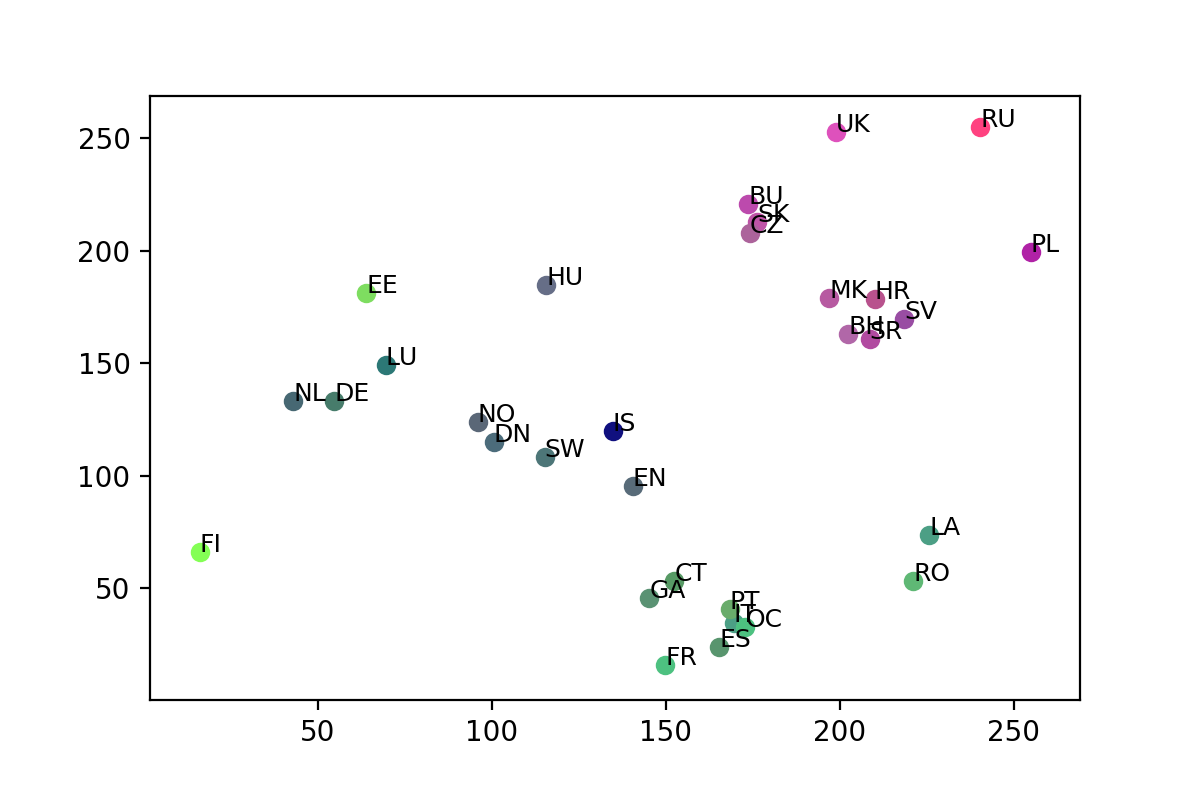 UK
RU
250
BU
SK
CZ
PL
200
EE
HU
MK
HR
SV
BH
SR
150
LU
NL
DE
NO
DN
IS
SW
100
EN
FI
LA
50
CT
GA
RO
PT
IT
OC
ES
FR
50
100
150
200
250